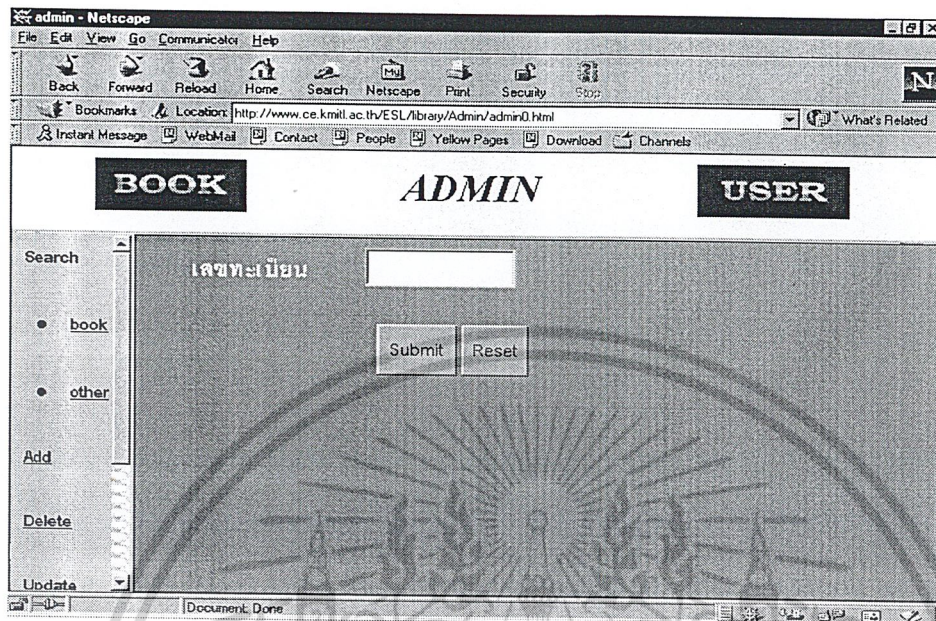 admin - Netscape
File Edit View Go Communicator Help
Back Forward Reload Home Search Netscape Print Security Stop
My
N
Bookmarks Location: http://www.ce.kmitl.ac.th/ESL/library/Admin/admin0.html What's Related
Instant Message WebMail Contact People Yellow Pages Download Channels
BOOK ADMIN USER
Search
เลขทะเบียน
book
Submit Reset
other
Add
Delete
Update
Document: Done